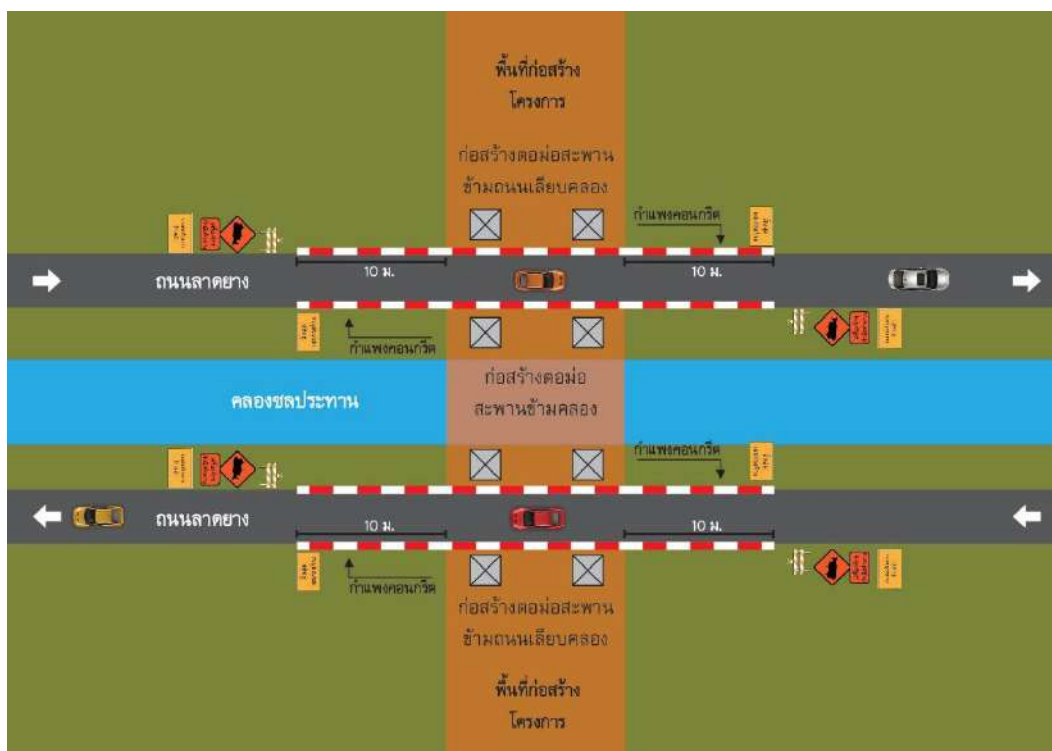 พื้นที่ก่อสร้าง
โครงการ
ก่อสร้างตอม่อสะพาน
ข้ามถนนเลียบคลอง
กำแพงคอนกรีต
10 ม.
10 ม.
ถนนลาดยาง
กำแพงคอนกรีต
คลองชลประทาน
ก่อสร้างตอม่อ
สะพานข้ามคลอง
กำแพงคอนกรีต
ถนนลาดยาง
10 ม.
10 ม.
กำแพงคอนกรีต
ก่อสร้างตอม่อสะพาน
ข้ามถนนเลียบคลอง
พื้นที่ก่อสร้าง
โครงการ